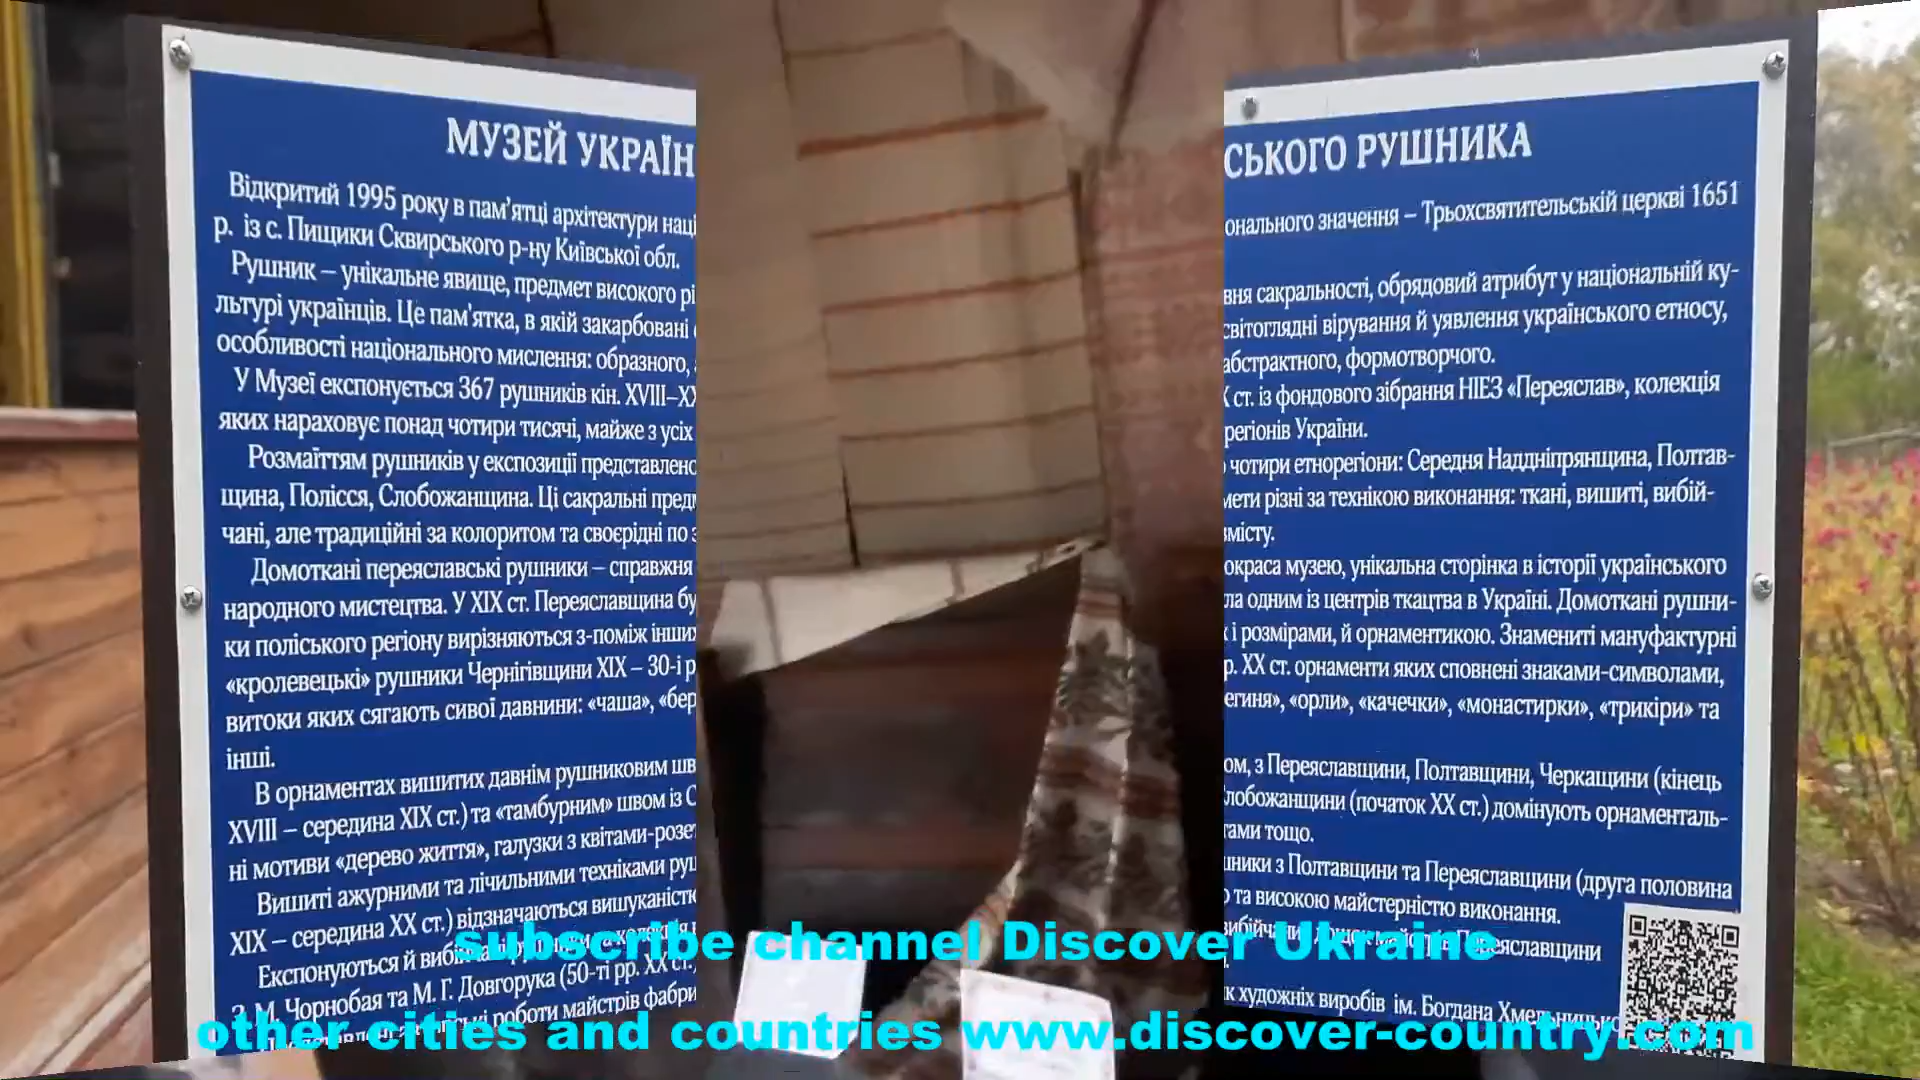 МУЗЕЙ УКРАЇН СЬКОГО РУШНИКА
Відкритий 1995 року в пам'ятці архітектури наці онального значення – Трьохсвятительській церкві 1651
р. із с. Пищики Сквирського р-ну Київської обл.
Рушник – унікальне явище, предмет високого рі вня сакральності, обрядовий атрибут у національній ку-
льтурі українців. Це пам'ятка, в якій закарбовані світоглядні вірування й уявлення українського етносу,
особливості національного мислення: образного, абстрактного, формотворчого.
У Музеї експонується 367 рушників кін. XVIII–XX ст. із фондового зібрання НІЕЗ «Переяслав», колекція
яких нараховує понад чотири тисячі, майже з усіх регіонів України.
Розмаїттям рушників у експозиції представлено чотири етнорегіони: Середня Наддніпрянщина, Полтав-
щина, Полісся, Слобожанщина. Ці сакральні пред мети різні за технікою виконання: ткані, вишиті, вибій-
чані, але традиційні за колоритом та своєрідні по з місту.
Домоткані переяславські рушники – справжня окраса музею, унікальна сторінка в історії українського
народного мистецтва. У XIX ст. Переяславщина бу ла одним із центрів ткацтва в Україні. Домоткані рушни-
ки поліського регіону вирізняються з-поміж інших і розмірами, й орнаментикою. Знамениті мануфактурні
«кролевецькі» рушники Чернігівщини XIX – 30-і р р. XX ст. орнаменти яких сповнені знаками-символами,
витоки яких сягають сивої давнини: «чаша», «бер егиня», «орли», «качечки», «монастирки», «трикірі» та
інші.
В орнаментах вишитих давнім рушниковим шв ом, з Переяславщини, Полтавщини, Черкащини (кінець
XVIII – середина XIX ст.) та «тамбурним» швом із С лобожанщини (початок XX ст.) домінують орнаменталь-
ні мотиви «дерево життя», галузки з квітами-розет тами тощо.
Вишиті ажурними та лічильними техніками руш ники з Полтавщини та Переяславщини (друга половина
XIX – середина XX ст.) відзначаються вишуканістю та високою майстерністю виконання.
Експонуються й Переяславщини
З. М. Чорнобая та М. Г. Довгорука (50-ті рр. XX ст.)
роботи майстрів фабри к художніх виробів ім. Богдана
subscribe channel Discover Ukraine
other cities and countries www.discover-country.com